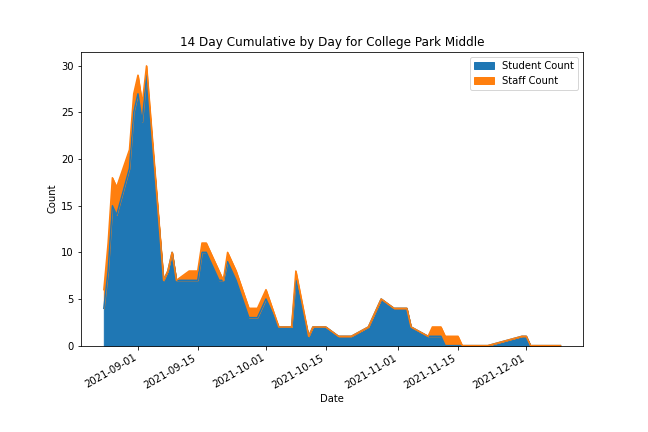 14 Day Cumulative by Day for College Park Middle
Student Count
Staff Count
Count
30
25
20
15
10
5
0
2021-09-01
2021-09-15
2021-10-01
2021-10-15
2021-11-01
2021-11-15
2021-12-01
Date